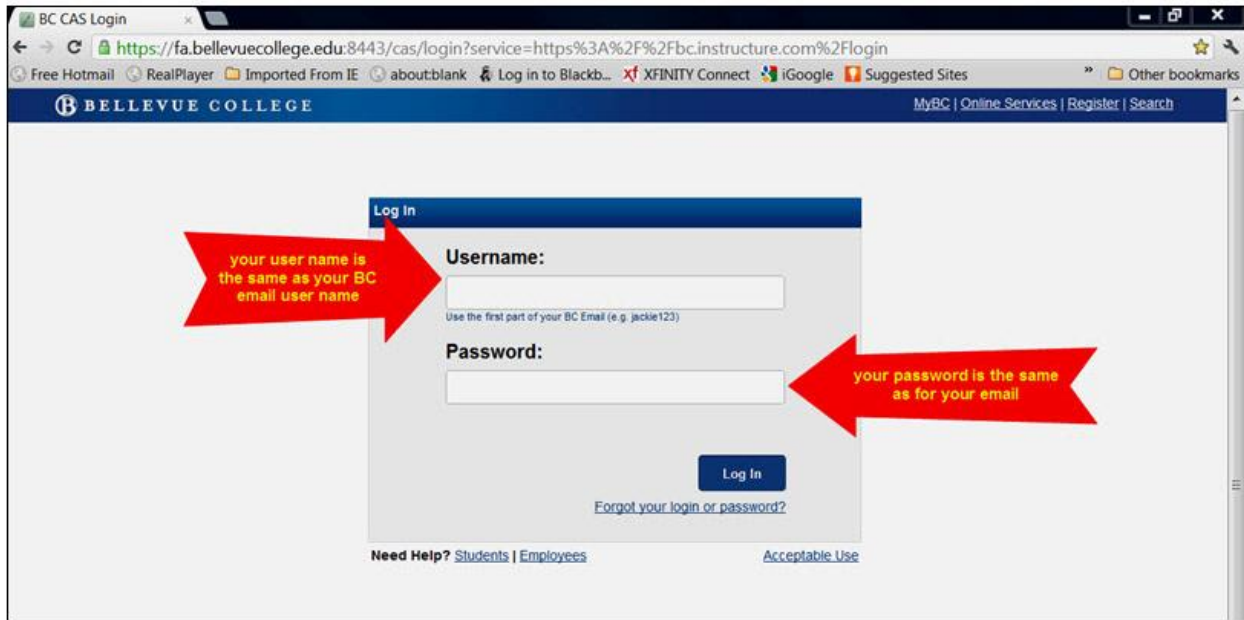 BC CAS Login
https://fa.bellevuecollege.edu:8443/cas/login?service=https%3A%2F%2Fbc.instructure.com%2Flogin
Free Hotmail RealPlayer Imported From IE about:blank Log in to Blackb... XFINITY Connect iGoogle Suggested Sites » Other bookmarks
B BELLEVUE COLLEGE MyBC | Online Services | Register | Search
Log In
your user name is
the same as your BC
email user name
Username:
Use the first part of your BC Email (e.g. jackie123)
Password:
your password is the same
as for your email
Log In
Forgot your login or password?
Need Help? Students | Employees Acceptable Use